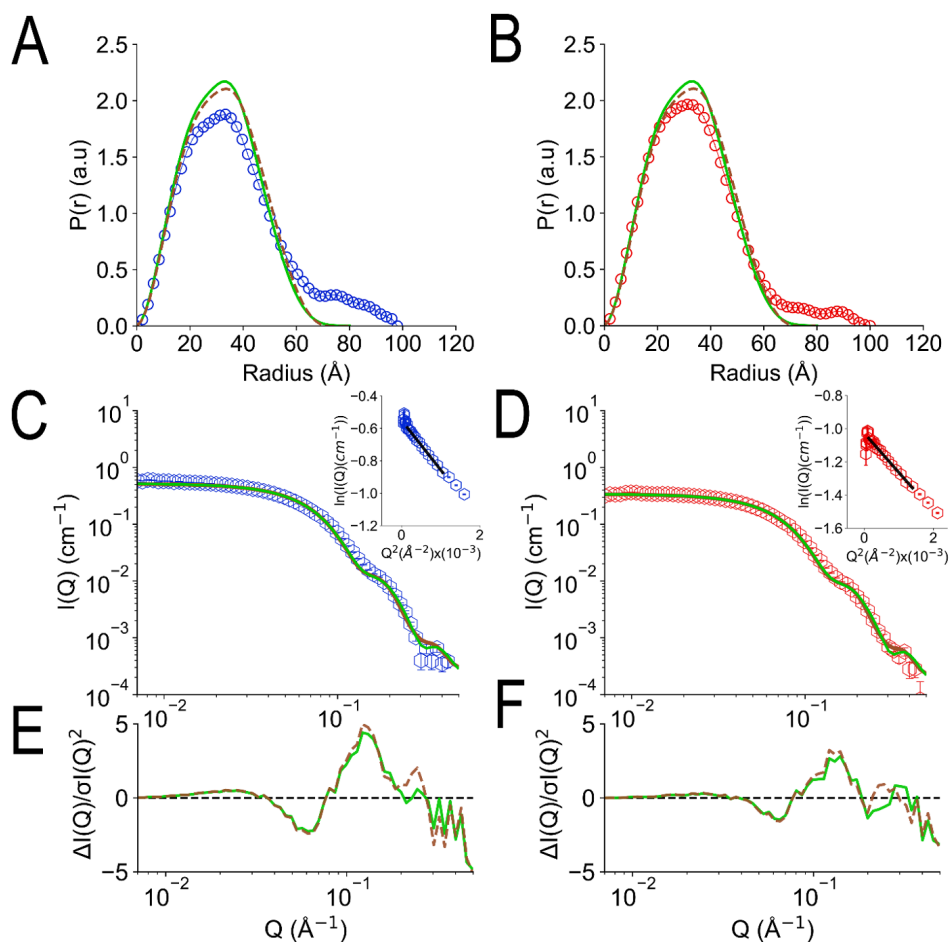 A
B
2.5
2.0
1.5
1.0
0.5
0.0
P(r) (a.u)
0 20 40 60 80 100 120
Radius (Å)
2.5
2.0
1.5
1.0
0.5
0.0
P(r) (a.u)
0 20 40 60 80 100 120
Radius (Å)
C
D
10¹
10⁰
10⁻¹
10⁻²
10⁻³
10⁻⁴
I(Q) (cm⁻¹)
10⁻² 10⁻¹
−0.4
−0.6
−0.8
−1.0
−1.2
ln(I(Q)(cm⁻¹))
0 2
Q²(Å⁻²)x(10⁻³)
10¹
10⁰
10⁻¹
10⁻²
10⁻³
10⁻⁴
I(Q) (cm⁻¹)
10⁻² 10⁻¹
−1.0
−1.2
−1.4
−1.6
ln(I(Q)(cm⁻¹))
0 1 2
Q²(Å⁻²)x(10⁻³)
E
F
5
0
−5
ΔI(Q)/σI(Q)²
10⁻² 10⁻¹
Q (Å⁻¹)
5
0
−5
ΔI(Q)/σI(Q)²
10⁻² 10⁻¹
Q (Å⁻¹)